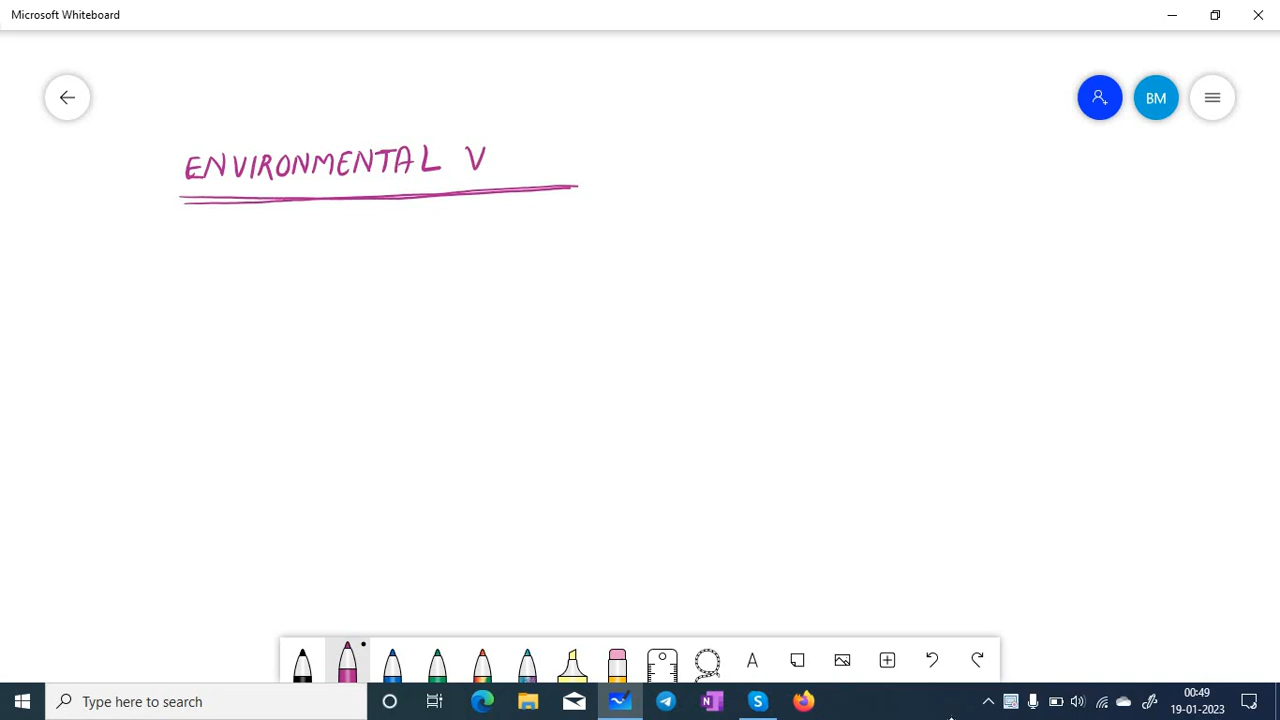 Microsoft Whiteboard
BM
ENVIRONMENTAL V
A
Type here to search
N
S
00:49
19-01-2023